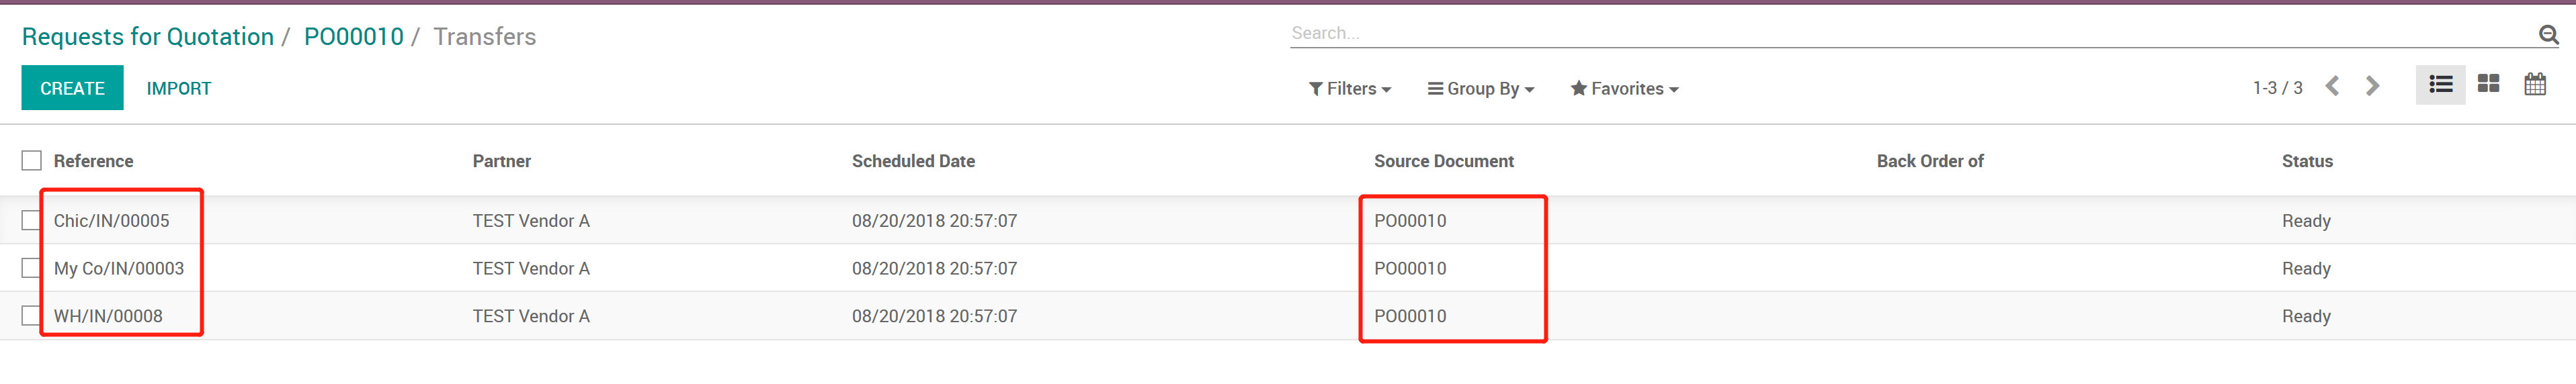 Requests for Quotation / PO00010 / Transfers
Search...
CREATE IMPORT
Filters Group By Favorites
1-3 / 3
Reference Partner Scheduled Date Source Document Back Order of Status
Chic/IN/00005 TEST Vendor A 08/20/2018 20:57:07 PO00010 Ready
My Co/IN/00003 TEST Vendor A 08/20/2018 20:57:07 PO00010 Ready
WH/IN/00008 TEST Vendor A 08/20/2018 20:57:07 PO00010 Ready